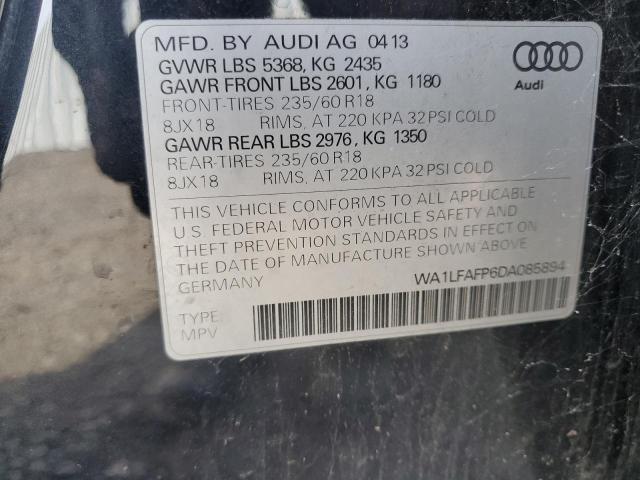 MFD. BY AUDI AG 04 13
GVWR LBS 5368, KG 2435
GAWR FRONT LBS 2601, KG 1180
FRONT-TIRES 235/60 R18
8JX18 RIMS, AT 220 KPA 32 PSI COLD
GAWR REAR LBS 2976, KG 1350
REAR-TIRES 235/60 R18
8JX18 RIMS, AT 220 KPA 32 PSI COLD
Audi
THIS VEHICLE CONFORMS TO ALL APPLICABLE
U.S. FEDERAL MOTOR VEHICLE SAFETY AND
THEFT PREVENTION STANDARDS IN EFFECT ON
THE DATE OF MANUFACTURE SHOWN ABOVE
GERMANY
WA1LFAFP6DA085894
TYPE:
MPV